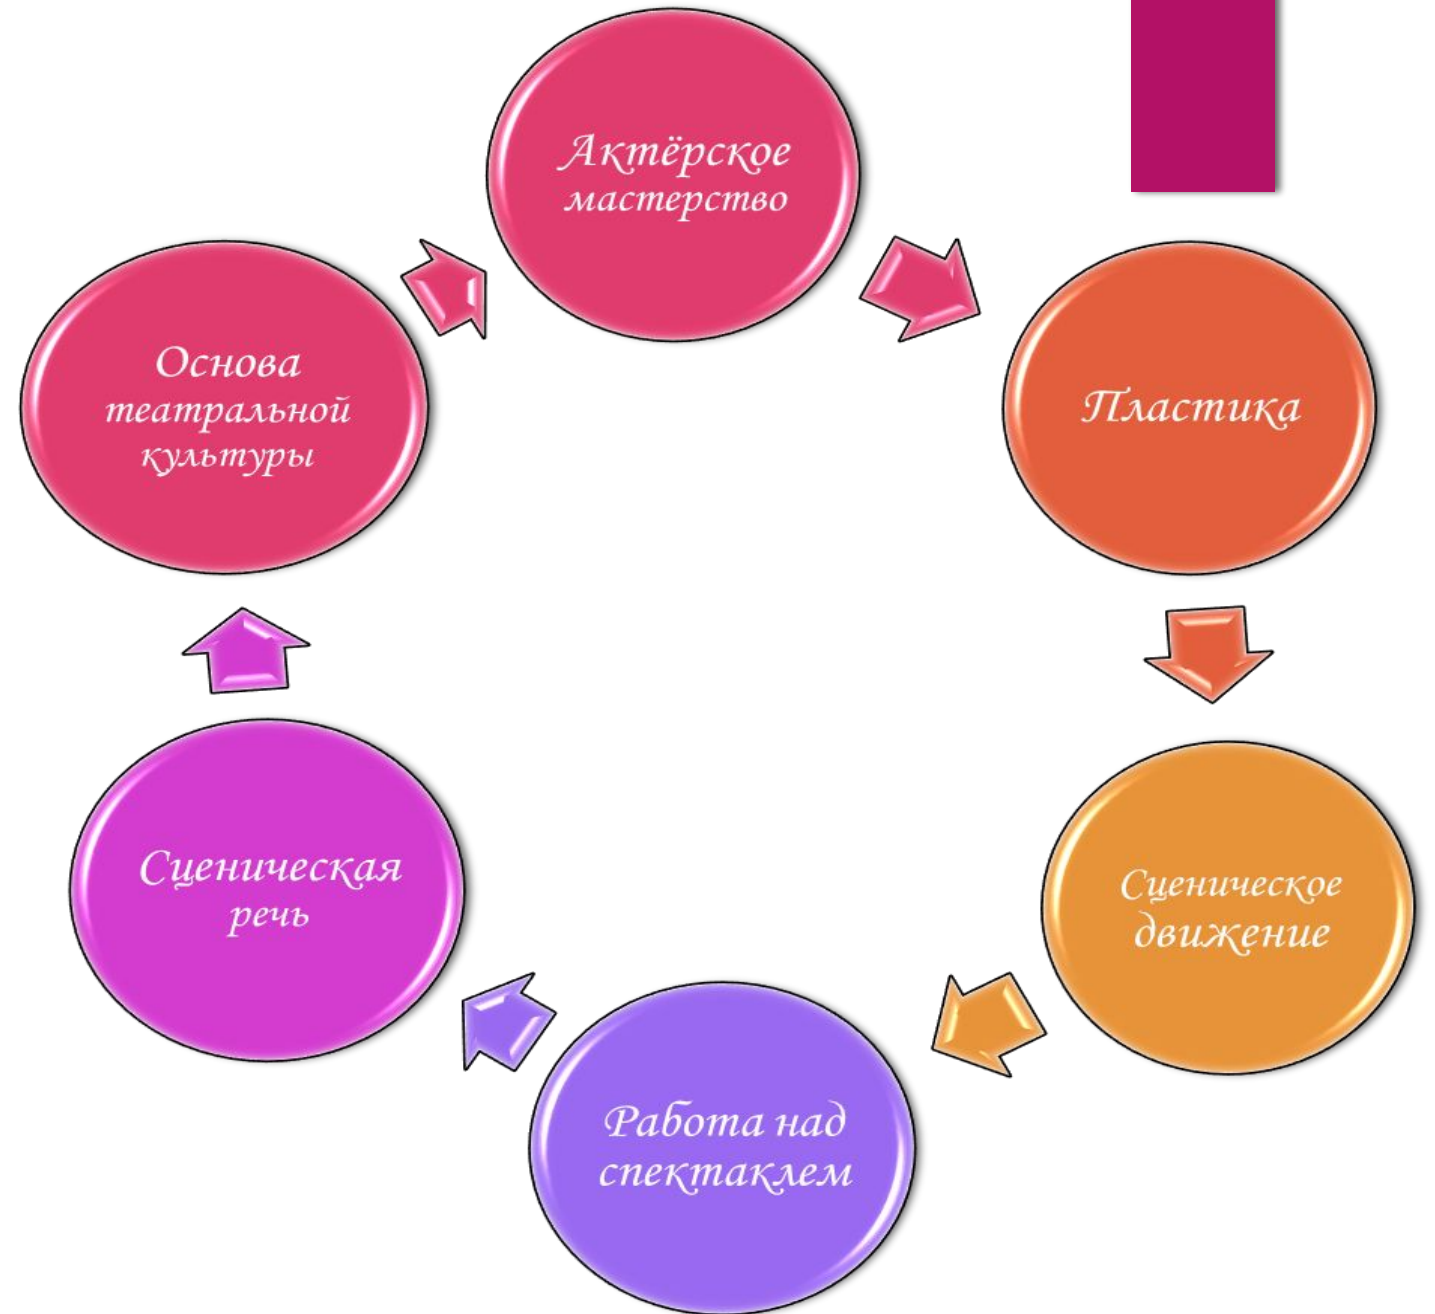 Актёрское
мастерство
Пластика
Сценическое
движение
Работа над
спектаклем
Сценическая
речь
Основа
театральной
культуры